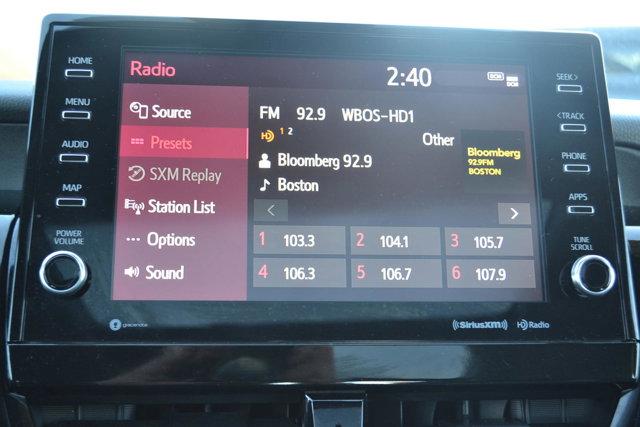 HOME
MENU
AUDIO
MAP
POWER
VOLUME
Radio
2:40
DCM
DCM
Source
Presets
SXM Replay
Station List
Options
Sound
FM 92.9 WBOS-HD1
HD 1 2
Other
Bloomberg 92.9
Boston
Bloomberg
92.9FM
BOSTON
1 103.3
2 104.1
3 105.7
4 106.3
5 106.7
6 107.9
SEEK>
<TRACK
PHONE
APPS
TUNE
SCROLL
gracenote
((SiriusXM))
HD Radio